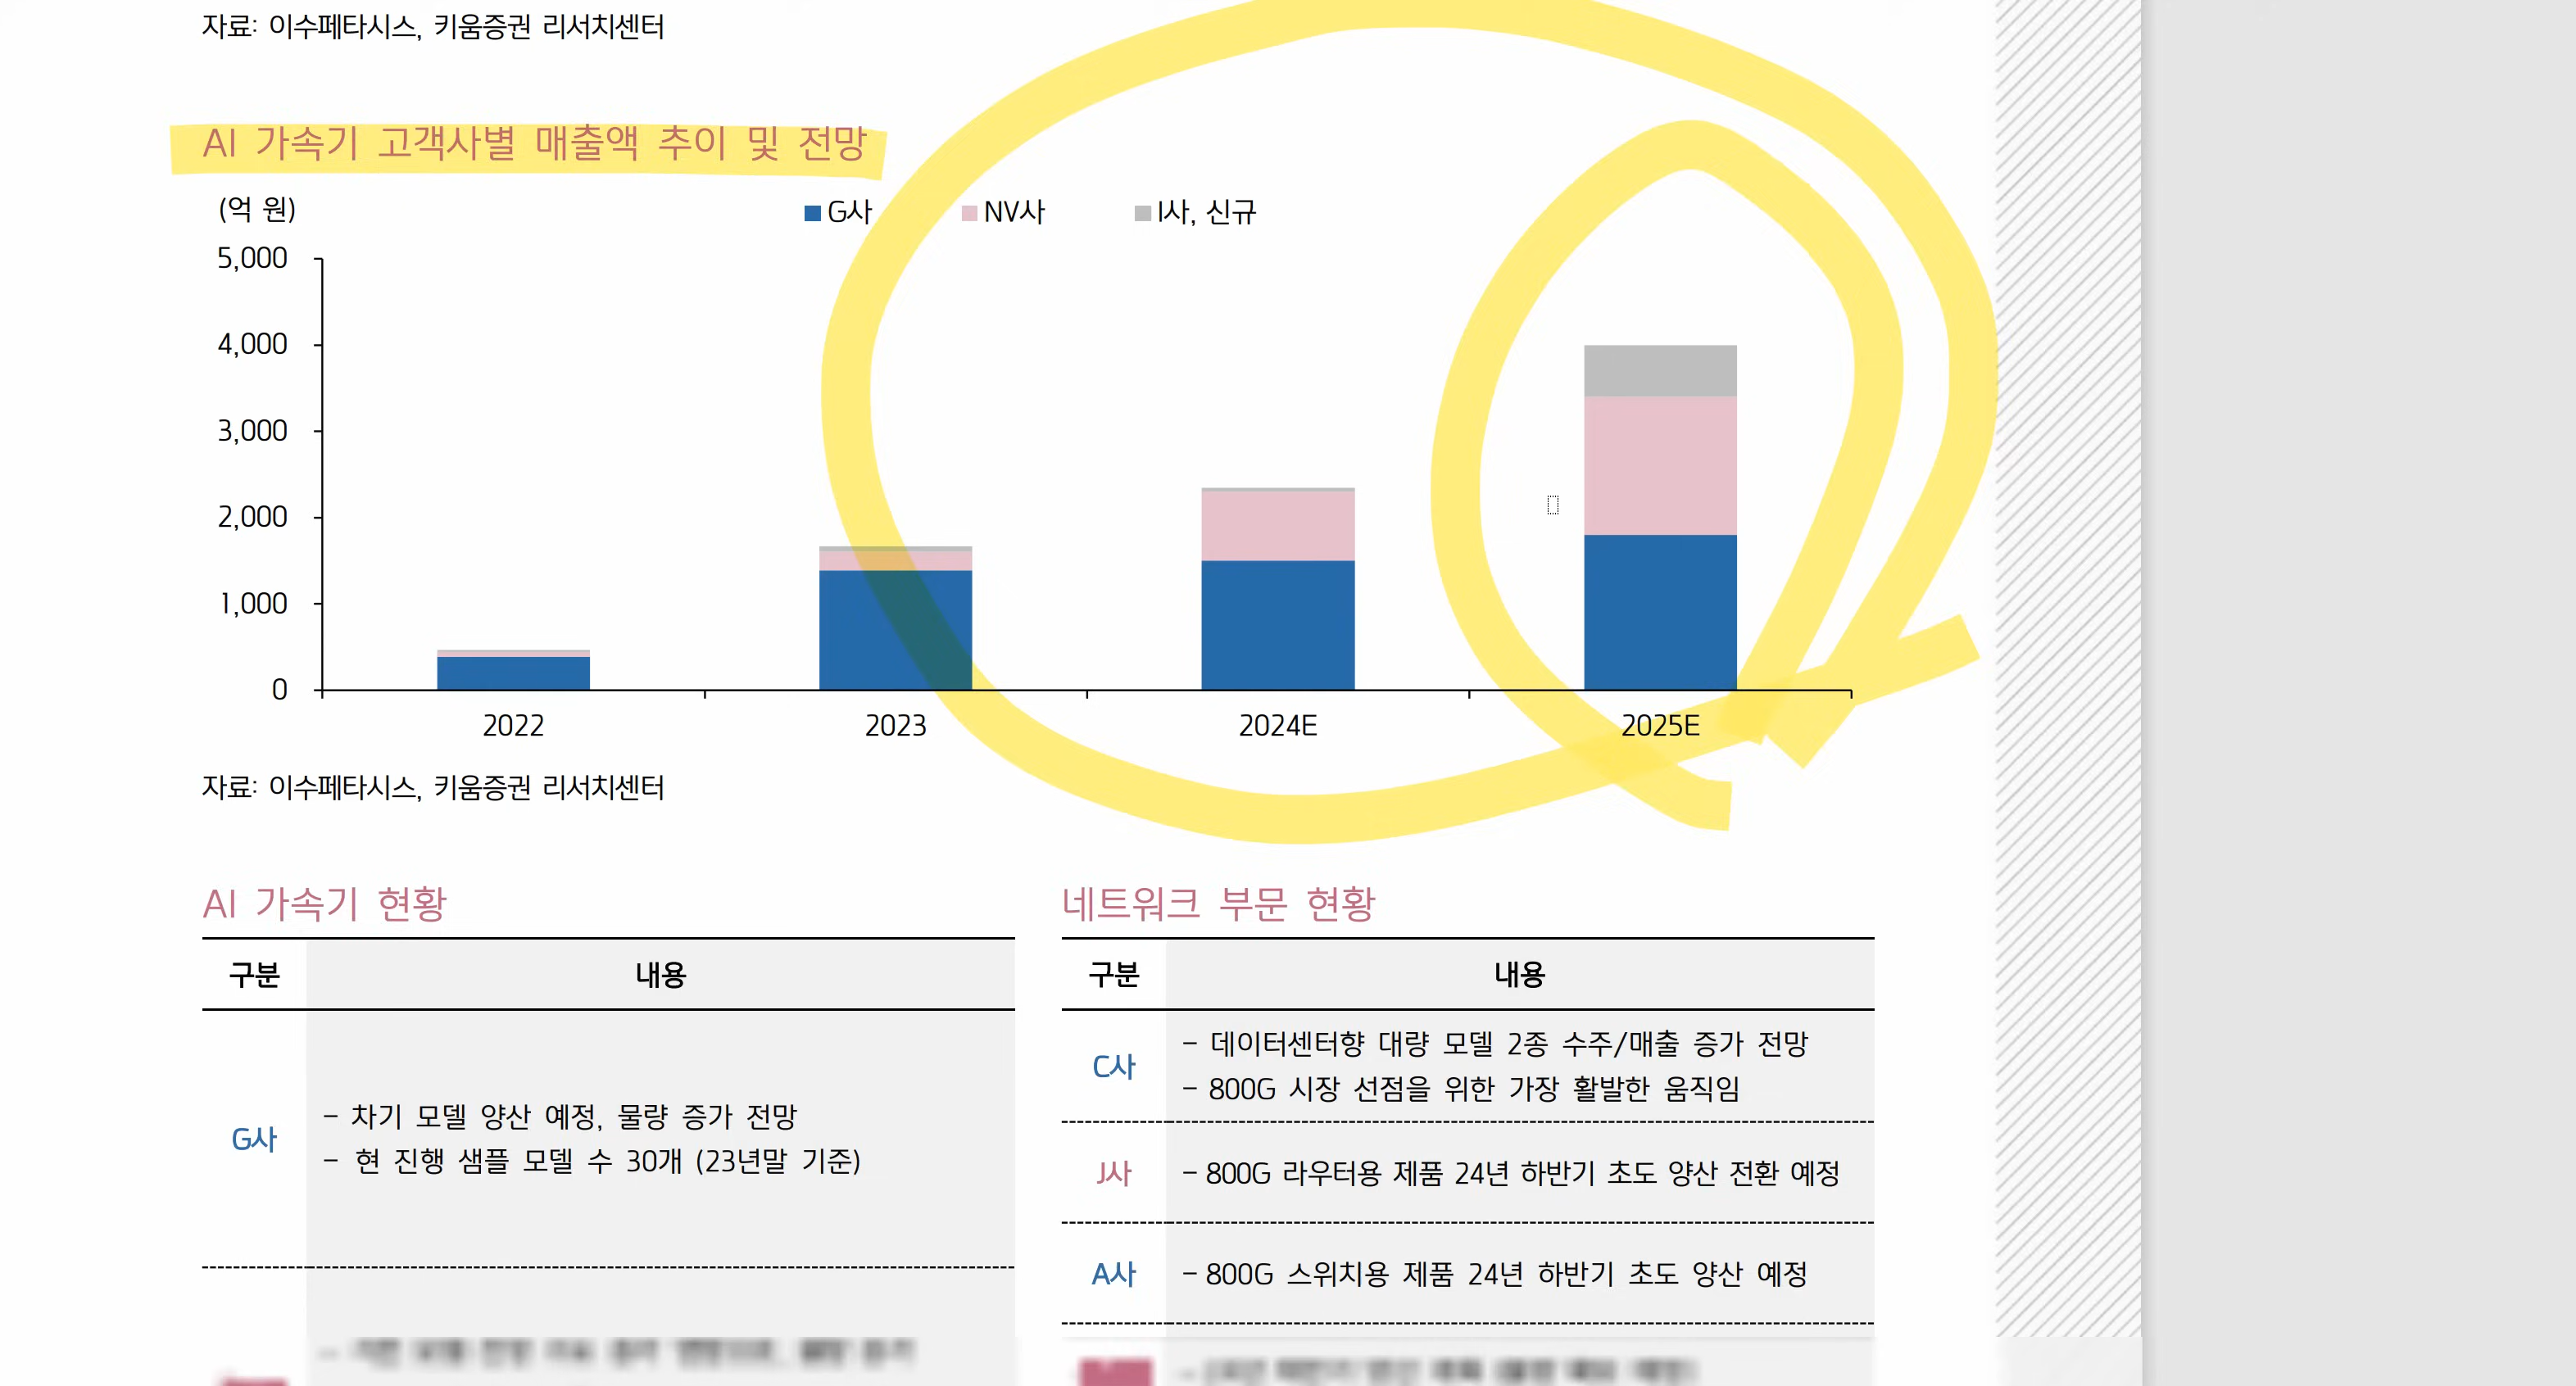 자료: 이수페타시스, 키움증권 리서치센터
AI 가속기 고객사별 매출액 추이 및 전망
(억 원)
G사 NV사 I사, 신규
5,000
4,000
3,000
2,000
1,000
0
2022 2023 2024E 2025E
자료: 이수페타시스, 키움증권 리서치센터
AI 가속기 현황
구분 내용
G사
- 차기 모델 양산 예정, 물량 증가 전망
- 현 진행 샘플 모델 수 30개 (23년말 기준)
네트워크 부문 현황
구분 내용
C사
- 데이터센터향 대량 모델 2종 수주/매출 증가 전망
- 800G 시장 선점을 위한 가장 활발한 움직임
J사
- 800G 라우터용 제품 24년 하반기 초도 양산 전환 예정
A사
- 800G 스위치용 제품 24년 하반기 초도 양산 예정